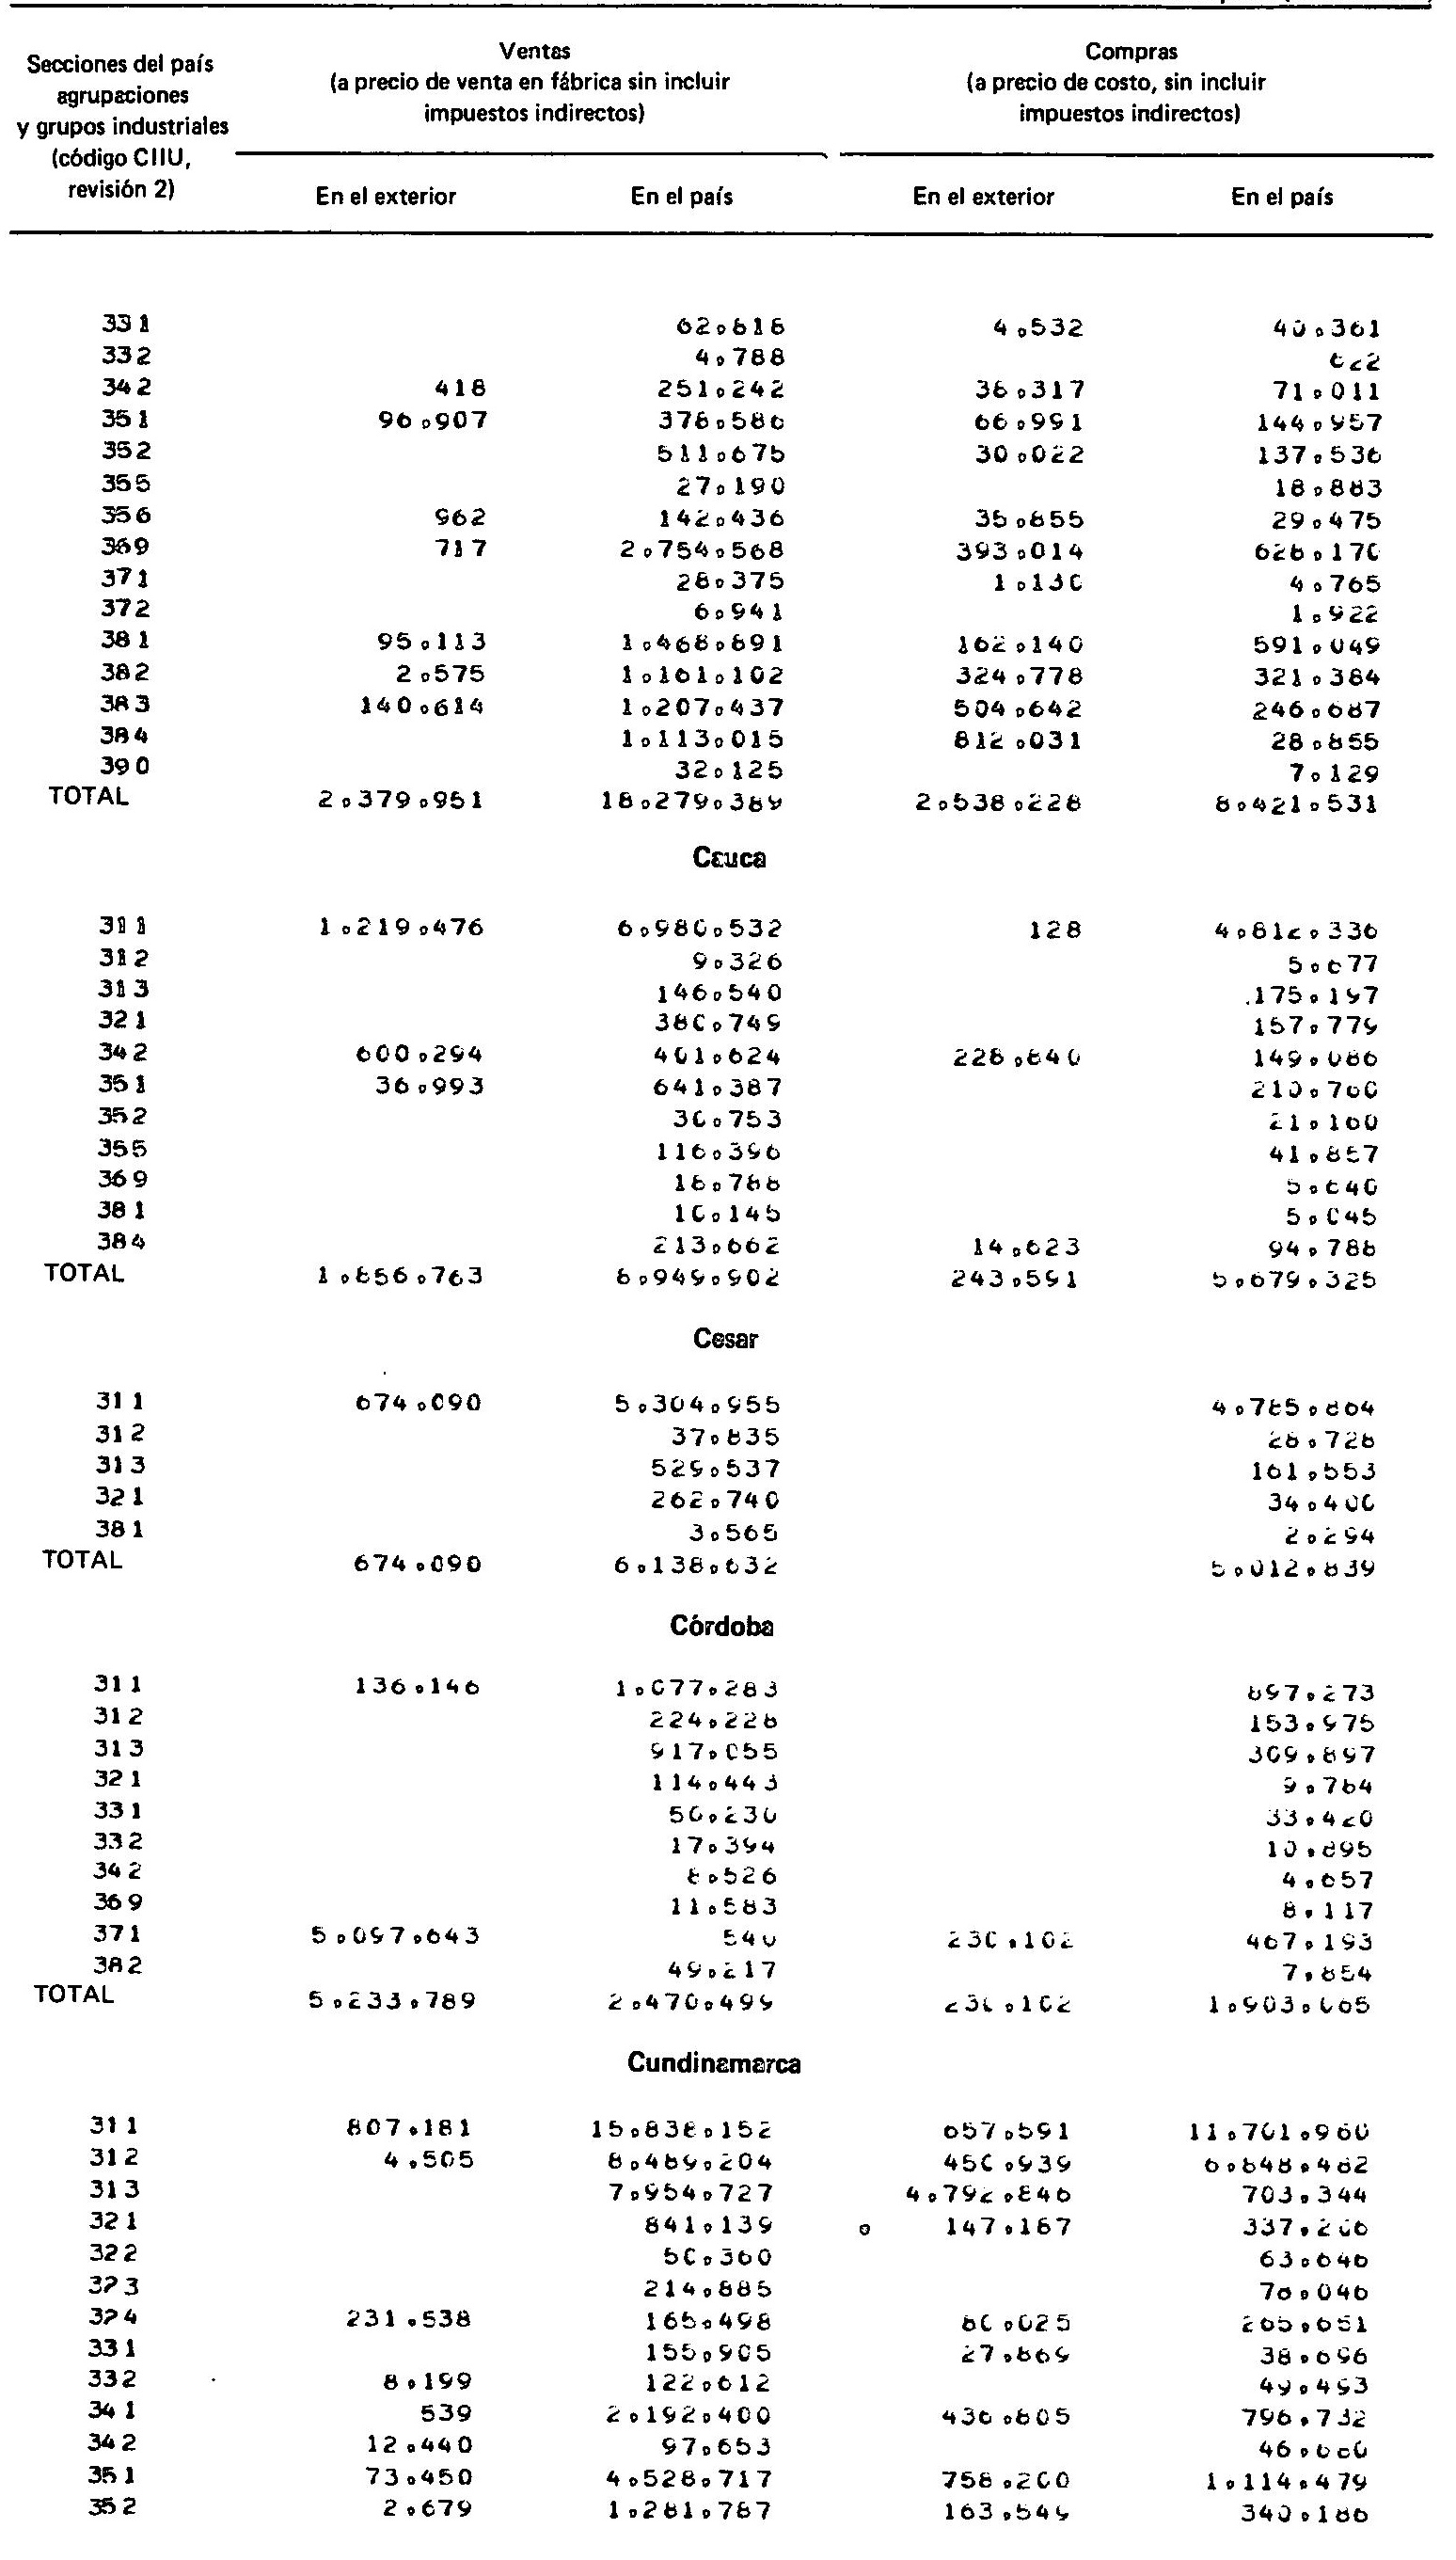 Secciones del país
agrupaciones
y grupos industriales
(código CIIU,
revisión 2)
Ventas
(a precio de venta en fábrica sin incluir
impuestos indirectos)
Compras
(a precio de costo, sin incluir
impuestos indirectos)
En el exterior En el país En el exterior En el país
331 62.616 4.532 40.361
332 4.788 622
342 418 251.242 36.317 71.011
351 96.907 378.586 66.991 144.957
352 511.675 30.022 137.536
355 27.190 18.883
356 962 142.436 35.855 29.475
369 717 2.754.568 393.014 628.170
371 28.375 1.130 4.765
372 6.941 1.922
381 95.113 1.468.691 162.140 591.049
382 2.575 1.161.102 324.778 321.384
383 140.614 1.207.437 504.642 246.687
384 1.113.015 812.031 28.855
390 32.125 7.129
TOTAL 2.379.951 18.279.389 2.538.228 8.421.531
Cauca
311 1.219.476 6.980.532 128 4.812.336
312 9.326 5.677
313 146.540 175.197
321 380.749 157.779
342 600.294 401.624 228.840 149.086
351 36.993 641.387 210.760
352 30.753 21.160
355 116.396 41.857
369 18.788 5.640
381 10.145 5.045
384 213.662 14.623 94.788
TOTAL 1.856.763 8.949.902 243.591 5.679.325
Cesar
311 674.090 5.304.955 4.785.864
312 37.835 28.728
313 529.537 161.553
321 262.740 34.400
381 3.565 2.294
TOTAL 674.090 6.138.632 5.012.839
Córdoba
311 136.146 1.077.283 897.273
312 224.228 153.975
313 917.055 309.897
321 114.443 9.764
331 50.230 33.420
332 17.394 10.895
342 8.526 4.657
369 11.583 8.117
371 5.097.643 540 230.102 467.193
382 49.217 7.854
TOTAL 5.233.789 2.470.499 230.102 1.903.065
Cundinamarca
311 807.181 15.838.152 657.591 11.701.960
312 4.505 8.489.204 450.939 6.848.482
313 7.954.727 4.792.846 703.344
321 841.139 147.167 337.206
322 50.360 63.646
323 214.885 76.046
324 231.538 165.498 80.025 265.651
331 155.905 27.869 38.696
332 8.199 122.612 49.493
341 539 2.192.400 436.605 796.732
342 12.440 97.653
351 73.450 4.528.717 758.200 1.114.479
352 2.679 1.281.787 163.549 340.186